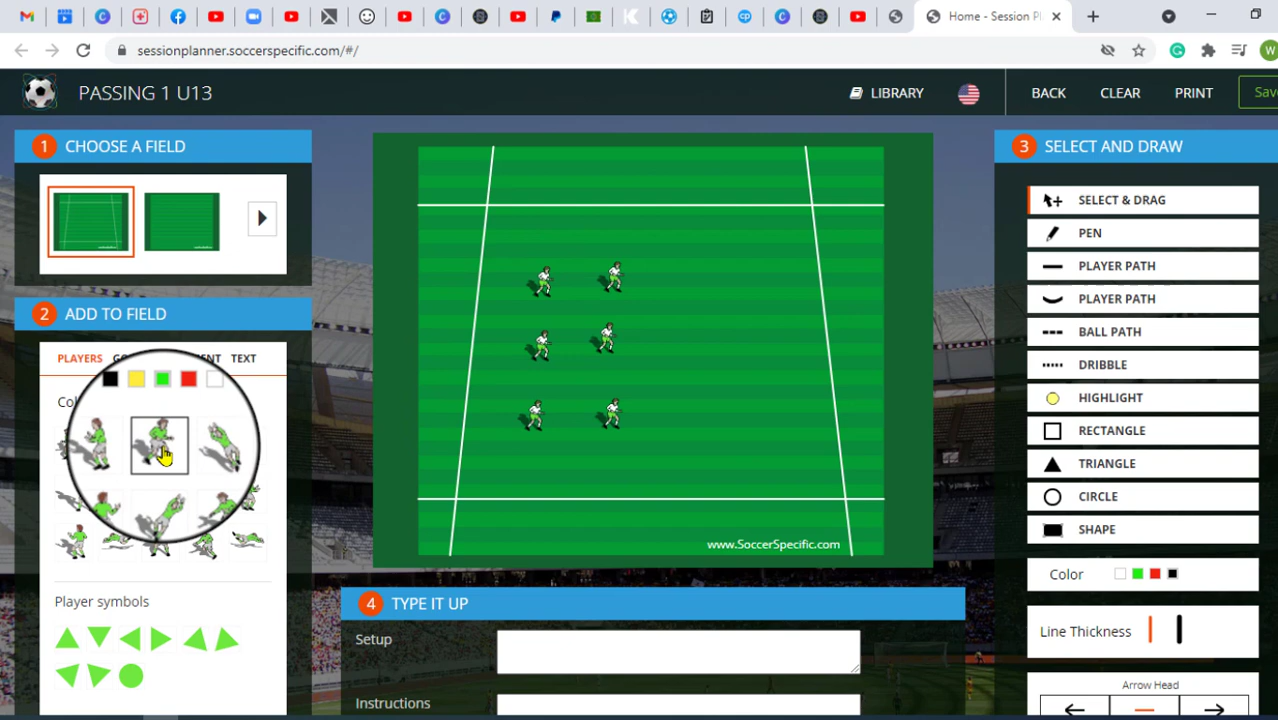 Home - Session Pl
sessionplanner.soccerspecific.com/#/
W
PASSING 1 U13
LIBRARY
BACK
CLEAR
PRINT
Sav
1 CHOOSE A FIELD
2 ADD TO FIELD
PLAYERS
TEXT
Player symbols
www.SoccerSpecific.com
4 TYPE IT UP
Setup
Instructions
3 SELECT AND DRAW
SELECT & DRAG
PEN
PLAYER PATH
PLAYER PATH
BALL PATH
DRIBBLE
HIGHLIGHT
RECTANGLE
TRIANGLE
CIRCLE
SHAPE
Color
Line Thickness
Arrow Head